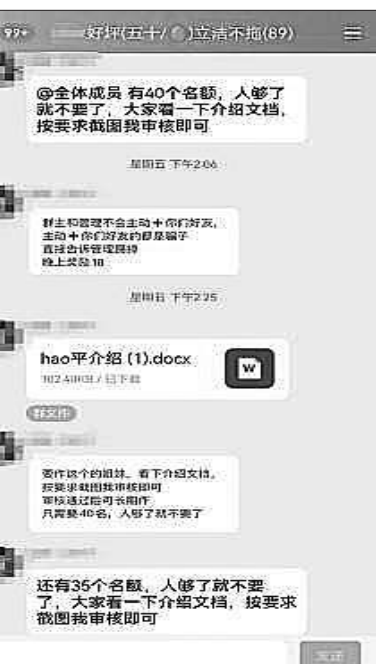 99+
好坪(五十/)立洁不拖(89)
@全体成员 有40个名额，人够了
就不要了，大家看一下介绍文档，
按要求截图我审核即可
星期五 下午2:06
群主和管理不会主动＋你们好友，
主动＋你们好友的都是骗子
直接告诉管理踢掉
晚上奖励18
星期五 下午2:25
hao平介绍 (1).docx
W
群文件
要作这个的姐妹，看下介绍文档，
按要求截图我审核即可
审核通过后可长期作
只需要40名，人够了就不要了
还有35个名额，人够了就不要
了，大家看一下介绍文档，按要求
截图我审核即可
发送